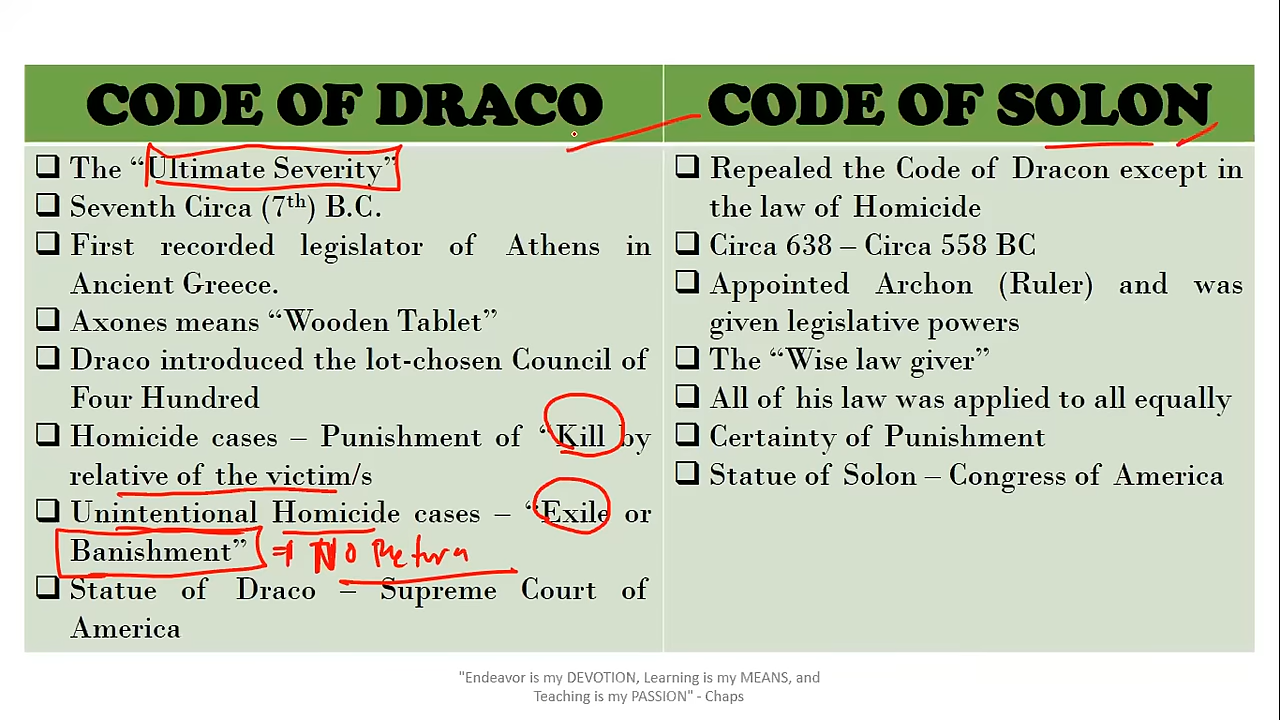 CODE OF DRACO
The “Ultimate Severity”
Seventh Circa (7th) B.C.
First recorded legislator of Athens in
Ancient Greece.
Axones means “Wooden Tablet”
Draco introduced the lot-chosen Council of
Four Hundred
Homicide cases – Punishment of “Kill by
relative of the victim/s
Unintentional Homicide cases – “Exile or
Banishment” ⇒ No Return
Statue of Draco – Supreme Court of
America
CODE OF SOLON
Repealed the Code of Dracon except in
the law of Homicide
Circa 638 – Circa 558 BC
Appointed Archon (Ruler) and was
given legislative powers
The “Wise law giver”
All of his law was applied to all equally
Certainty of Punishment
Statue of Solon – Congress of America
"Endeavor is my DEVOTION, Learning is my MEANS, and
Teaching is my PASSION" - Chaps